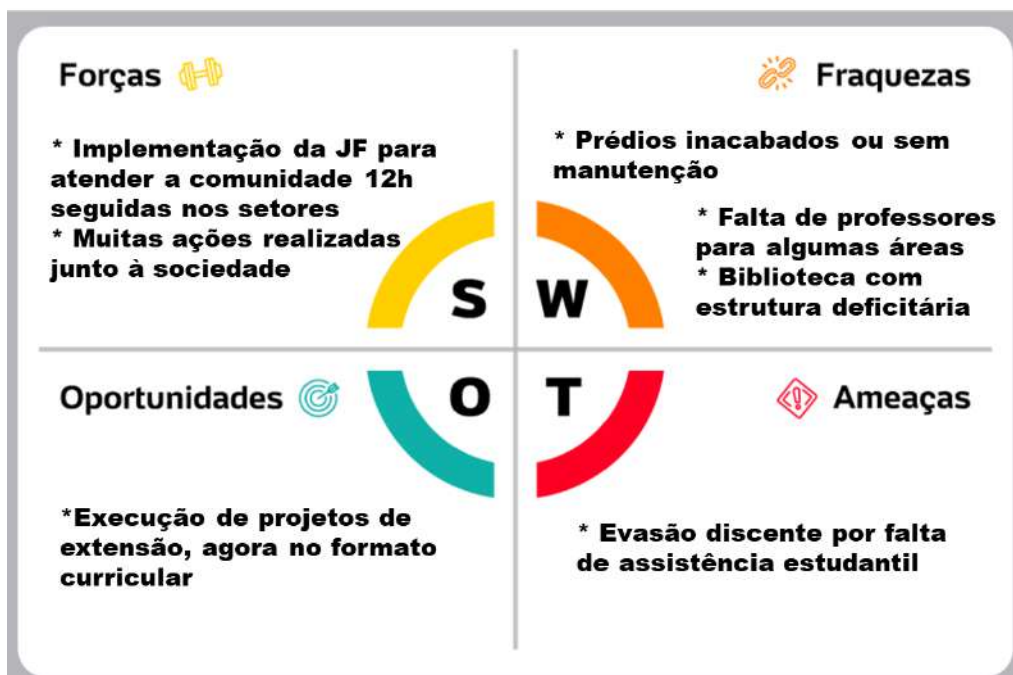 Forças
* Implementação da JF para
atender a comunidade 12h
seguidas nos setores
* Muitas ações realizadas
junto à sociedade
Fraquezas
* Prédios inacabados ou sem
manutenção
* Falta de professores
para algumas áreas
* Biblioteca com
estrutura deficitária
S W
O T
Oportunidades
*Execução de projetos de
extensão, agora no formato
curricular
Ameaças
* Evasão discente por falta
de assistência estudantil